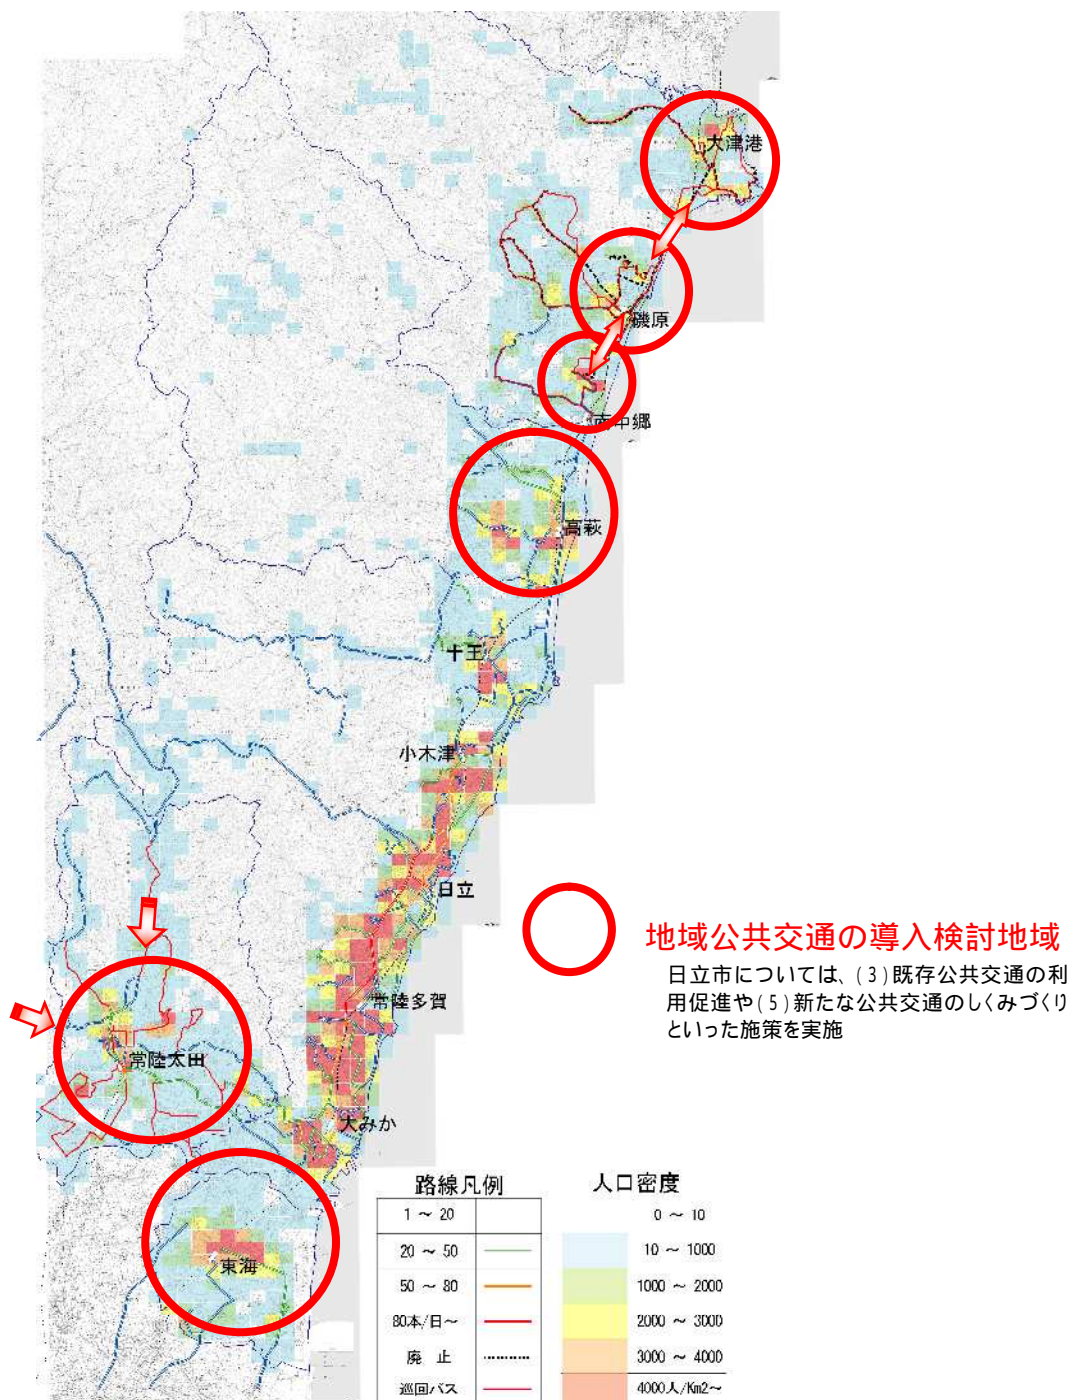 大津港
磯原
南中郷
高萩
十王
小木津
日立
常陸多賀
常陸太田
大みか
東海
地域公共交通の導入検討地域
日立市については、(3)既存公共交通の利
用促進や(5)新たな公共交通のしくみづくり
といった施策を実施
路線凡例
1 ～ 20
20 ～ 50
50 ～ 80
80本/日～
廃 止
巡回バス
人口密度
0 ～ 10
10 ～ 1000
1000 ～ 2000
2000 ～ 3000
3000 ～ 4000
4000人/Km2～